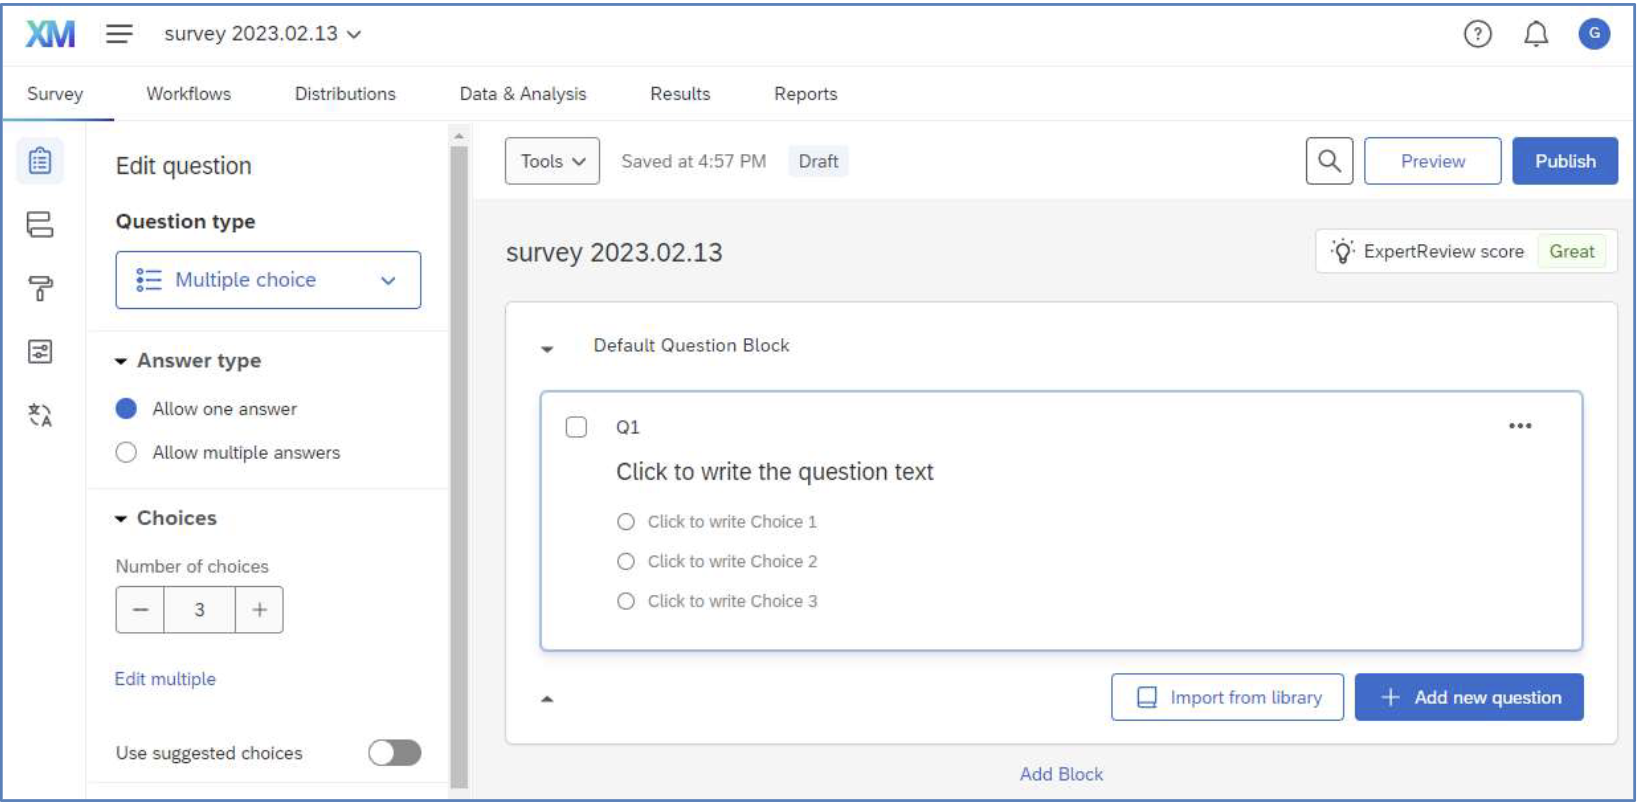 XM
survey 2023.02.13
?
G
Survey
Workflows
Distributions
Data & Analysis
Results
Reports
Edit question
Question type
Multiple choice
Answer type
Allow one answer
Allow multiple answers
Choices
Number of choices
− 3 +
Edit multiple
Use suggested choices
Tools
Saved at 4:57 PM
Draft
Preview
Publish
survey 2023.02.13
ExpertReview score
Great
Default Question Block
Q1
•••
Click to write the question text
Click to write Choice 1
Click to write Choice 2
Click to write Choice 3
Import from library
+ Add new question
Add Block